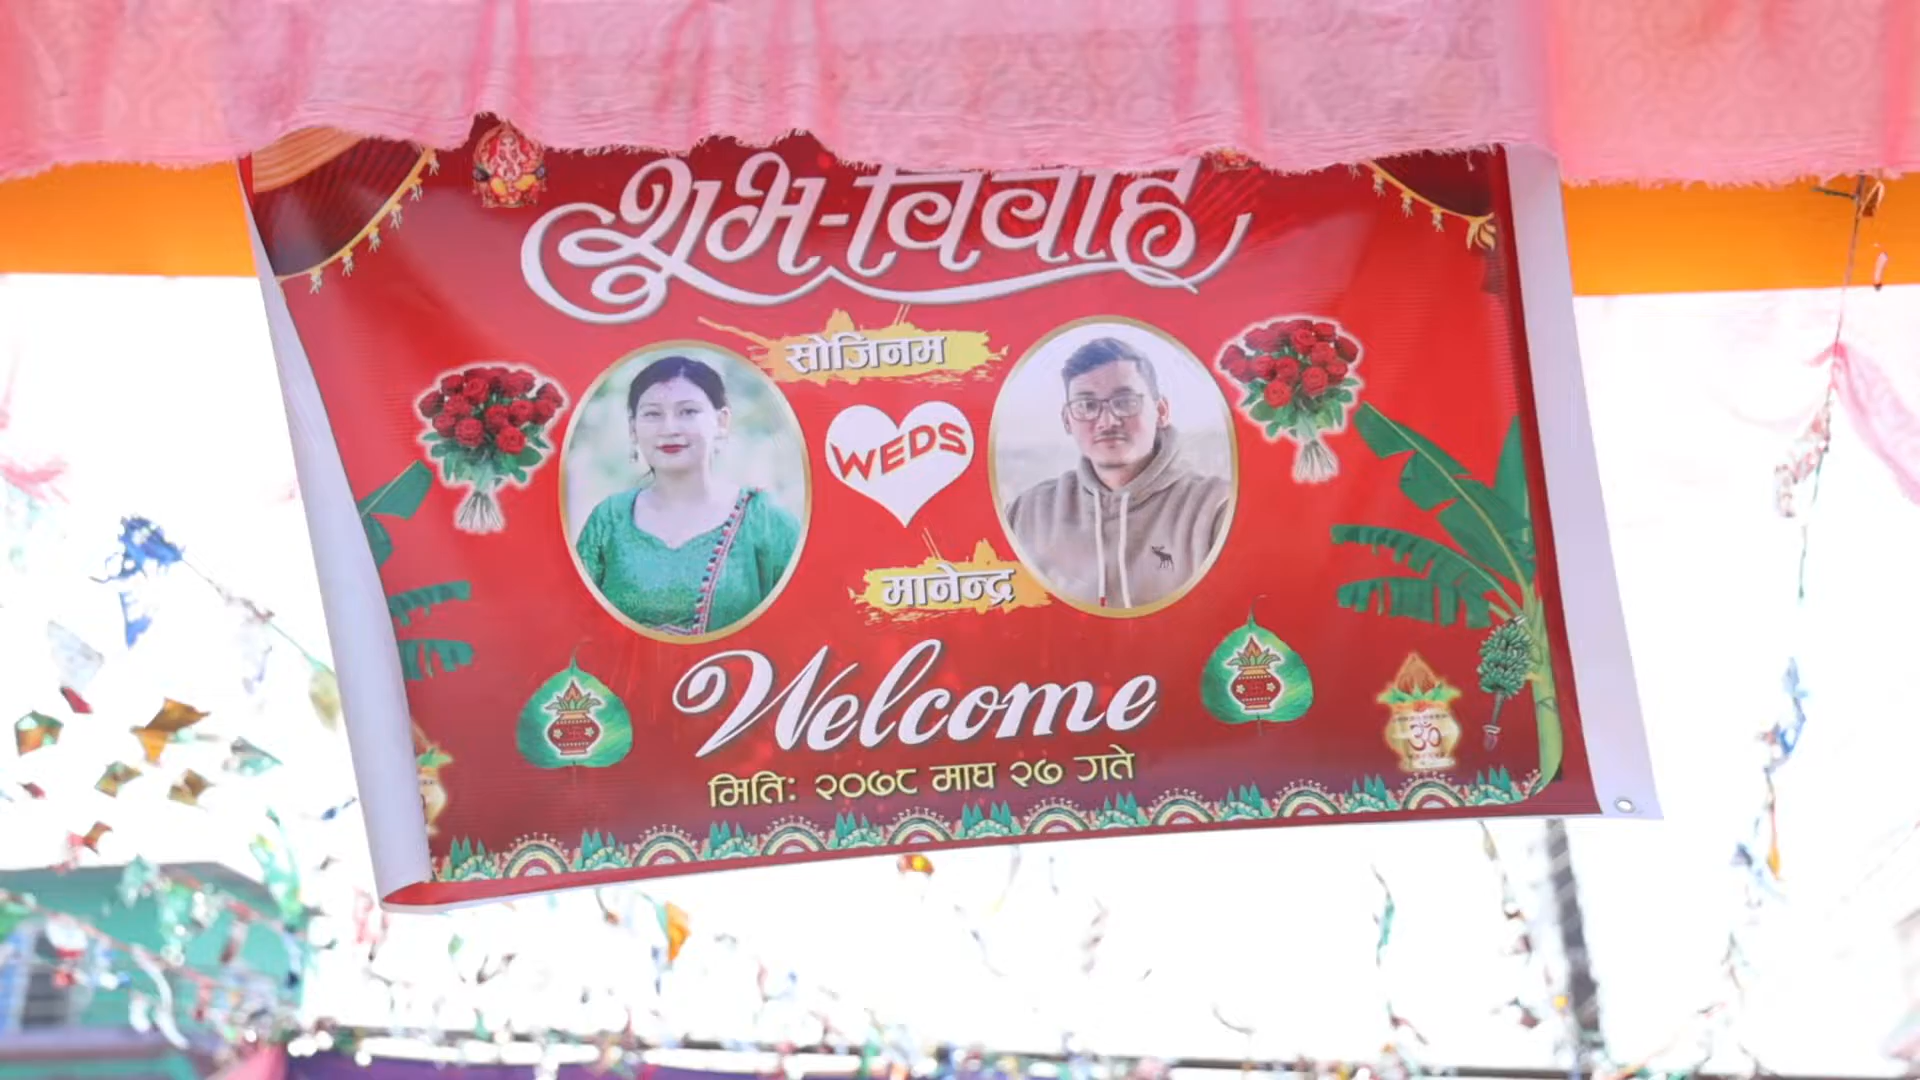 शुभ-विवाह
सोजिनम
WEDS
मानेन्द्र
Welcome
मितिः २०७८ माघ २७ गते